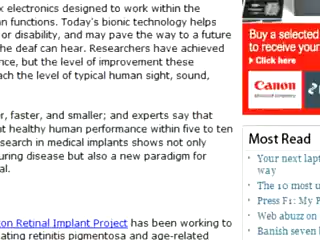 x electronics designed to work within the
n functions. Today's bionic technology helps
or disability, and may pave the way to a future
he deaf can hear. Researchers have achieved
nce, but the level of improvement these
ach the level of typical human sight, sound,
r, faster, and smaller; and experts say that
nt healthy human performance within five to ten
search in medical implants shows not only
uring disease but also a new paradigm for
al.
on Retinal Implant Project has been working to
ating retinitis pigmentosa and age-related
Buy a selected
to receive your
Click here
Canon
Most Read
Your next lapt
way
The 10 most u
Press F1: My P
Web abuzz on
Banish seven b